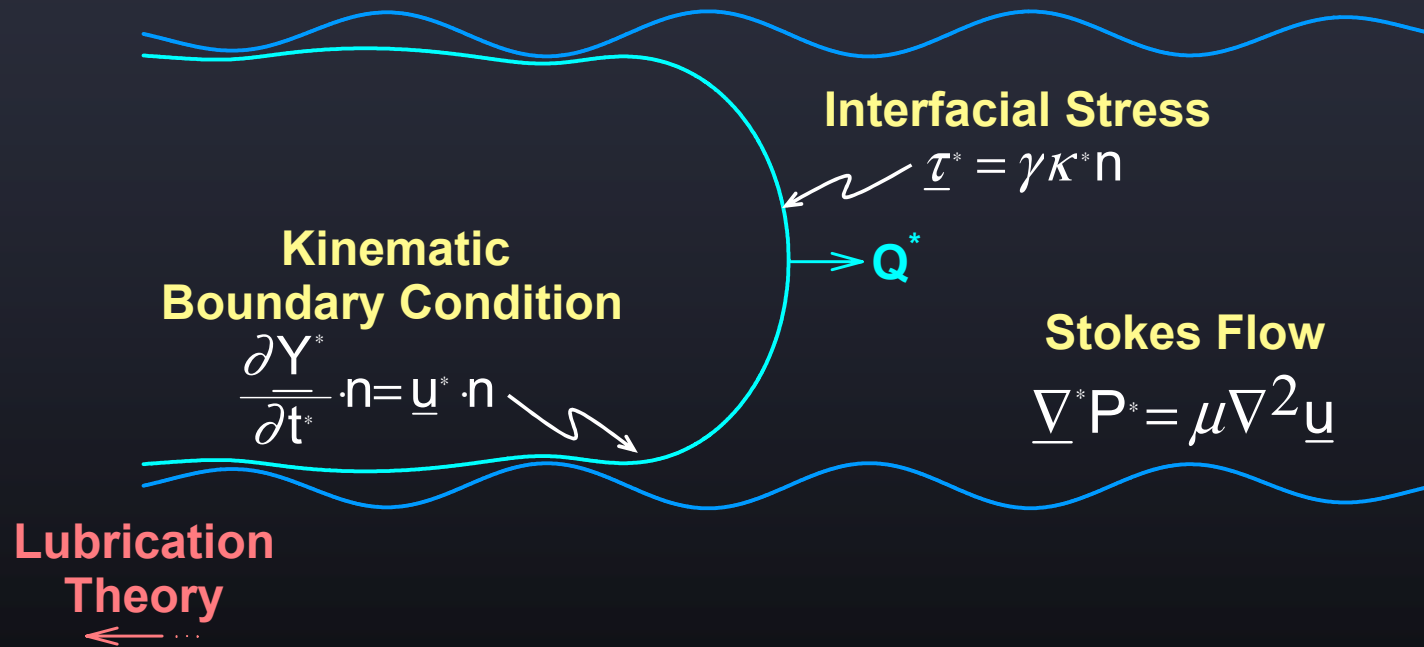 Interfacial Stress
τ* = γκ*n
Q*
Kinematic
Boundary Condition
∂Y*/∂t* ·n= u* ·n
Stokes Flow
∇*P* = μ∇²u
Lubrication
Theory